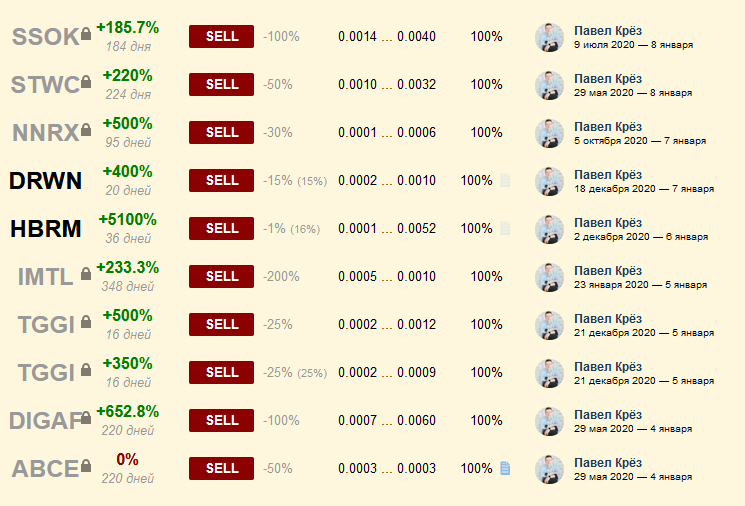 SSOK +185.7% SELL -100% 0.0014 ... 0.0040 100% Павел Крёз
184 дня 9 июля 2020 — 8 января
STWC +220% SELL -50% 0.0010 ... 0.0032 100% Павел Крёз
224 дня 29 мая 2020 — 8 января
NNRX +500% SELL -30% 0.0001 ... 0.0006 100% Павел Крёз
95 дней 5 октября 2020 — 7 января
DRWN +400% SELL -15% (15%) 0.0002 ... 0.0010 100% Павел Крёз
20 дней 18 декабря 2020 — 7 января
HBRM +5100% SELL -1% (16%) 0.0001 ... 0.0052 100% Павел Крёз
36 дней 2 декабря 2020 — 6 января
IMTL +233.3% SELL -200% 0.0005 ... 0.0010 100% Павел Крёз
348 дней 23 января 2020 — 5 января
TGGI +500% SELL -25% 0.0002 ... 0.0012 100% Павел Крёз
16 дней 21 декабря 2020 — 5 января
TGGI +350% SELL -25% (25%) 0.0002 ... 0.0009 100% Павел Крёз
16 дней 21 декабря 2020 — 5 января
DIGAF +652.8% SELL -100% 0.0007 ... 0.0060 100% Павел Крёз
220 дней 29 мая 2020 — 4 января
ABCE 0% SELL -50% 0.0003 ... 0.0003 100% Павел Крёз
220 дней 29 мая 2020 — 4 января